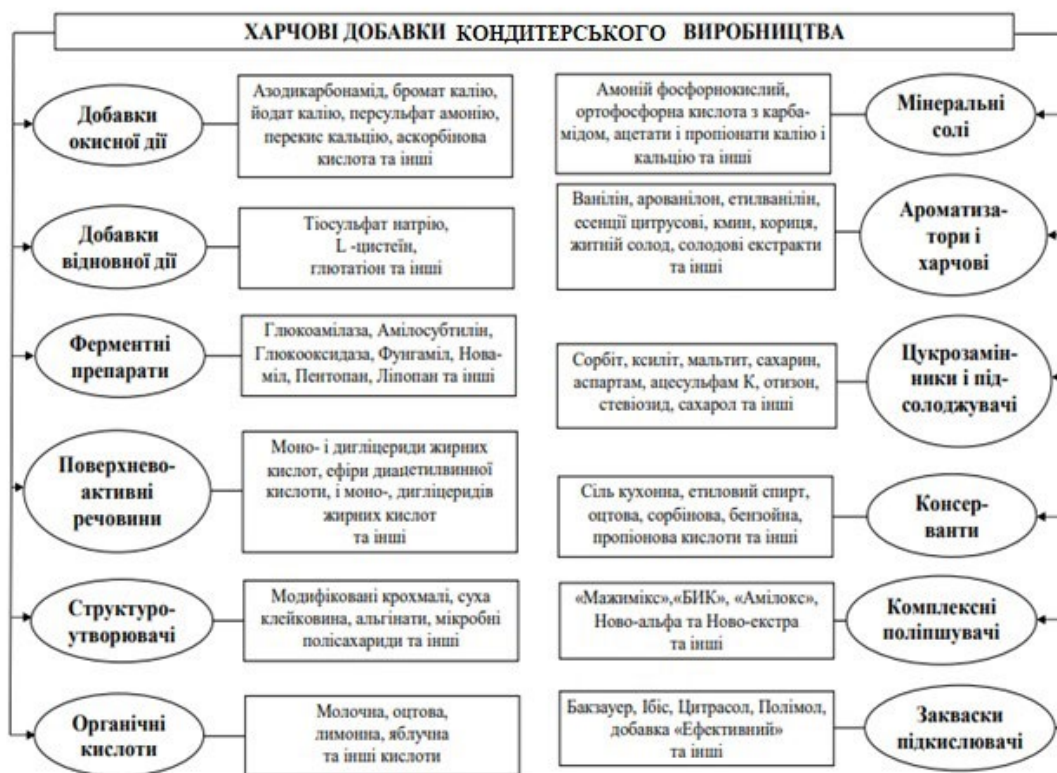 ХАРЧОВІ ДОБАВКИ КОНДИТЕРСЬКОГО ВИРОБНИЦТВА
Добавки
окисної дії
Азодикарбонамід, бромат калію,
йодат калію, персульфат амонію,
перекис кальцію, аскорбінова
кислота та інші
Амоній фосфорнокислий,
ортофосфорна кислота з карба-
мідом, ацетати і пропіонати калію і
кальцію та інші
Мінеральні
солі
Добавки
відновної дії
Тіосульфат натрію,
L -цистеїн,
глютатіон та інші
Ванілін, арованілон, етилванілін,
есенції цитрусові, кмин, кориця,
житній солод, солодові екстракти
та інші
Ароматиза-
тори і
харчові
Ферментні
препарати
Глюкоамілаза, Амілосубтилін,
Глюкооксидаза, Фунгаміл, Нова-
міл, Пентопан, Ліпопан та інші
Сорбіт, ксиліт, мальтит, сахарин,
аспартам, ацесульфам К, отизон,
стевіозид, сахарол та інші
Цукрозамін-
ники і під-
солоджувачі
Поверхнево-
активні
речовини
Моно- і дигліцериди жирних
кислот, ефіри диацетилвинної
кислоти, і моно-, дигліцеридів
жирних кислот
та інші
Сіль кухонна, етиловий спирт,
оцтова, сорбінова, бензойна,
пропіонова кислоти та інші
Консер-
ванти
Структуро-
утворювачі
Модифіковані крохмалі, суха
клейковина, альгінати, мікробні
полісахариди та інші
«Мажимікс»,«БИК», «Амілокс»,
Ново-альфа та Ново-екстра
та інші
Комплексні
поліпшувачі
Органічні
кислоти
Молочна, оцтова,
лимонна, яблучна
та інші кислоти
Бакзауер, Ібіс, Цитрасол, Полімол,
добавка «Ефективний»
та інші
Закваски
підкислювачі